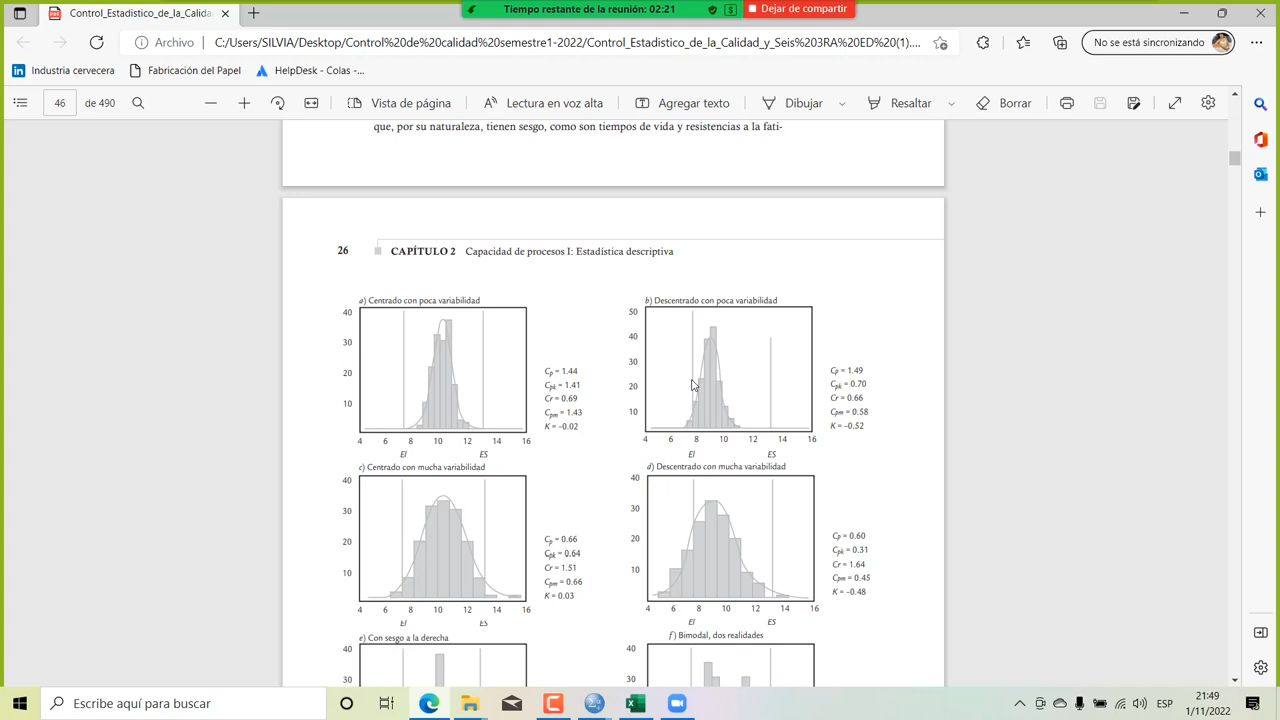 Tiempo restante de la reunión: 02:21
Dejar de compartir
Control_Estadistico_de_la_Calida
Archivo
C:/Users/SILVIA/Desktop/Control%20de%20calidad%20semestre1-2022/Control_Estadistico_de_la_Calidad_y_Seis%203RA%20ED%20(1)....
No se está sincronizando
Industria cervecera
Fabricación del Papel
HelpDesk - Colas -...
46 de 490
Vista de página
Lectura en voz alta
Agregar texto
Dibujar
Resaltar
Borrar
que, por su naturaleza, tienen sesgo, como son tiempos de vida y resistencias a la fati-
26 CAPÍTULO 2 Capacidad de procesos I: Estadística descriptiva
a) Centrado con poca variabilidad
40
30
20
10
4 6 8 10 12 14 16
EI ES
Cp = 1.44
Cpk = 1.41
Cr = 0.69
Cpm = 1.43
K = –0.02
b) Descentrado con poca variabilidad
50
40
30
20
10
4 6 8 10 12 14 16
EI ES
Cp = 1.49
Cpk = 0.70
Cr = 0.66
Cpm = 0.58
K = –0.52
c) Centrado con mucha variabilidad
40
30
20
10
4 6 8 10 12 14 16
EI ES
Cp = 0.66
Cpk = 0.64
Cr = 1.51
Cpm = 0.66
K = 0.03
d) Descentrado con mucha variabilidad
40
30
20
10
4 6 8 10 12 14 16
EI ES
Cp = 0.60
Cpk = 0.31
Cr = 1.64
Cpm = 0.45
K = –0.48
e) Con sesgo a la derecha
40
30
f) Bimodal, dos realidades
40
30
Escribe aquí para buscar
ESP
21:49
1/11/2022